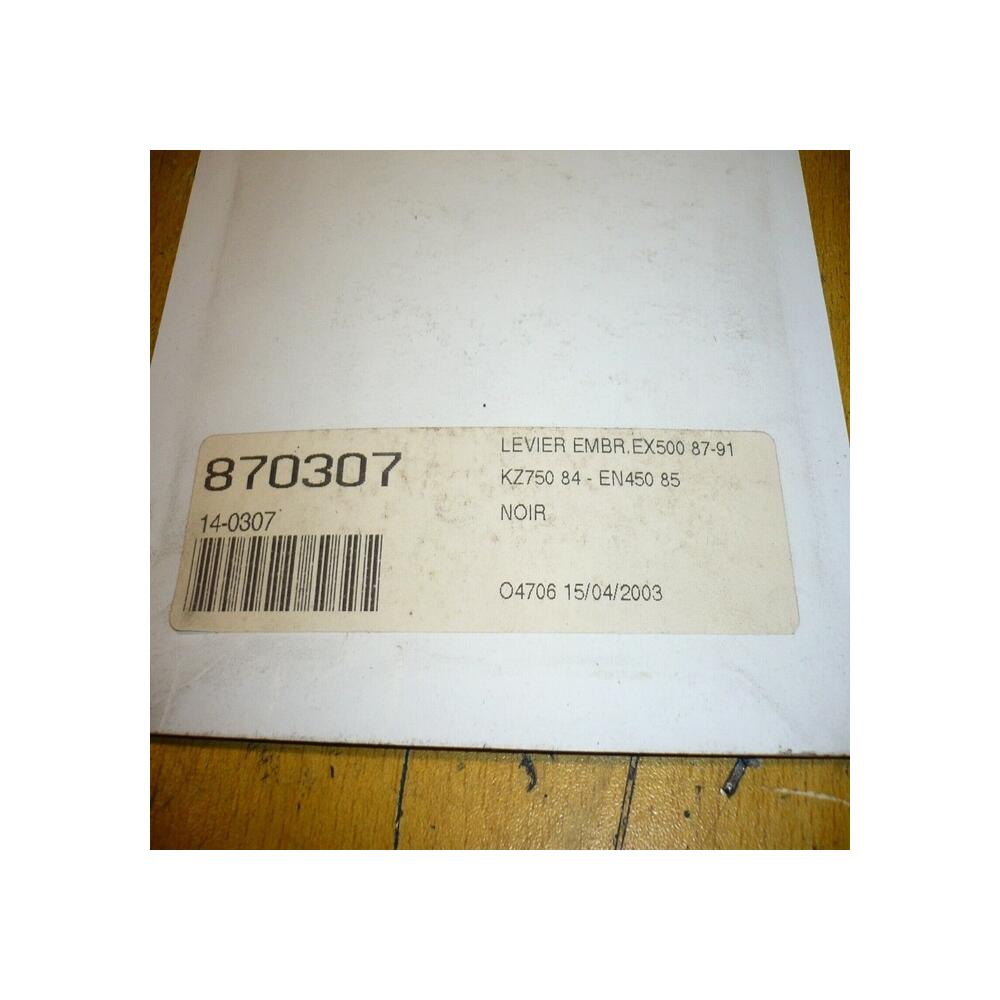 870307
14-0307
LEVIER EMBR.EX500 87-91
KZ750 84 - EN450 85
NOIR
O4706 15/04/2003